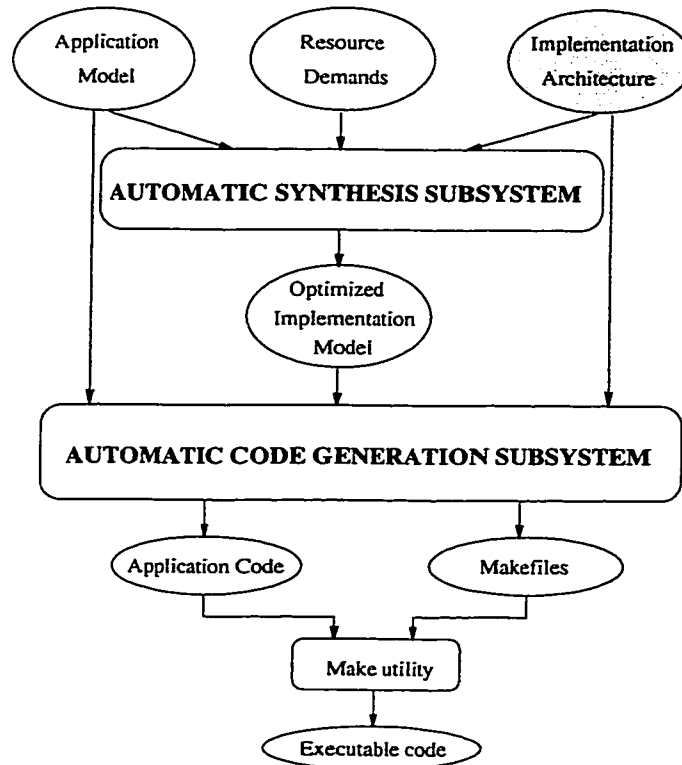 Application
Model
Resource
Demands
Implementation
Architecture
AUTOMATIC SYNTHESIS SUBSYSTEM
Optimized
Implementation
Model
AUTOMATIC CODE GENERATION SUBSYSTEM
Application Code
Makefiles
Make utility
Executable code